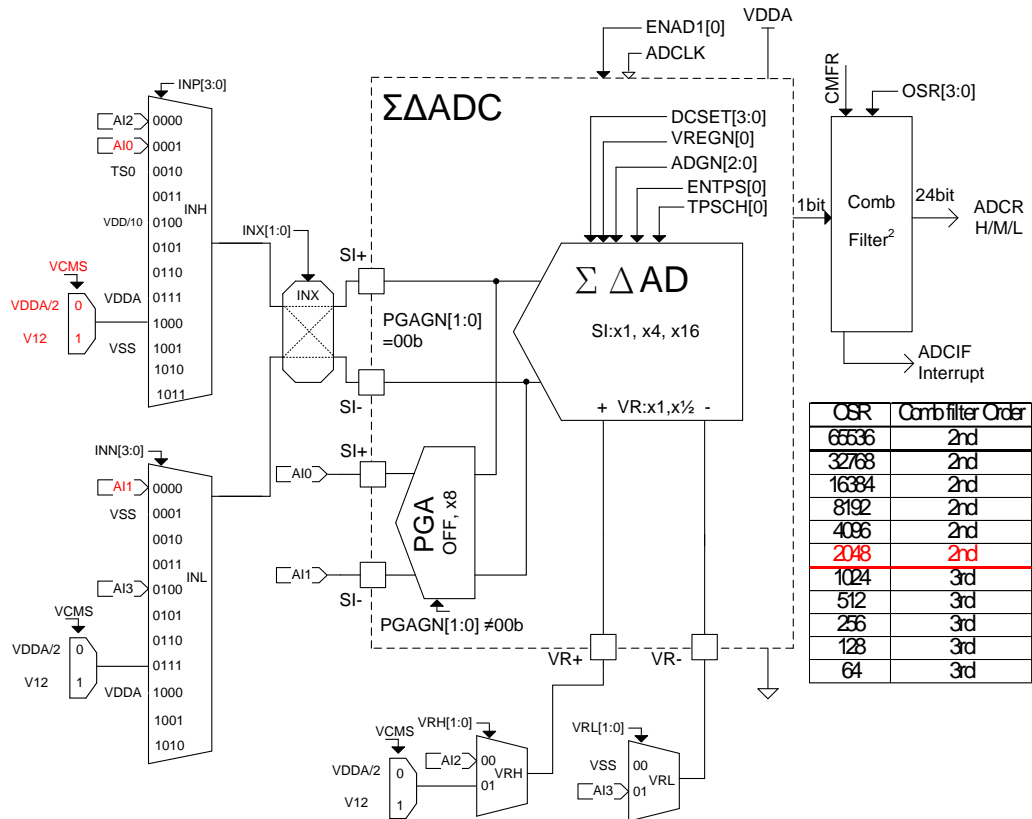 ENAD1[0]
ADCLK
VDDA
INP[3:0]
AI2 0000
AI0 0001
TS0 0010
0011
VDD/10 0100
0101
0110
VDDA 0111
1000
VSS 1001
1010
1011
INH
VCMS
VDDA/2 0
V12 1
INX[1:0]
INX
SI+
SI-
ΣΔADC
DCSET[3:0]
VREGN[0]
ADGN[2:0]
ENTPS[0]
TPSCH[0]
Σ Δ AD
SI:x1, x4, x16
+ VR:x1,x½ -
PGAGN[1:0]
=00b
CMFR
OSR[3:0]
1bit
Comb
Filter²
24bit
ADCR
H/M/L
ADCIF
Interrupt
INN[3:0]
AI1 0000
VSS 0001
0010
0011
AI3 0100
0101
0110
0111
VDDA 1000
1001
1010
INL
VCMS
VDDA/2 0
V12 1
SI+
AI0
PGA
OFF, x8
AI1
SI-
PGAGN[1:0] ≠00b
VR+
VR-
VRH[1:0]
VCMS
AI2 00
01
VRH
VDDA/2 0
V12 1
VRL[1:0]
VSS 00
AI3 01
VRL
OSR Comb filter Order
65536 2nd
32768 2nd
16384 2nd
8192 2nd
4096 2nd
2048 2nd
1024 3rd
512 3rd
256 3rd
128 3rd
64 3rd